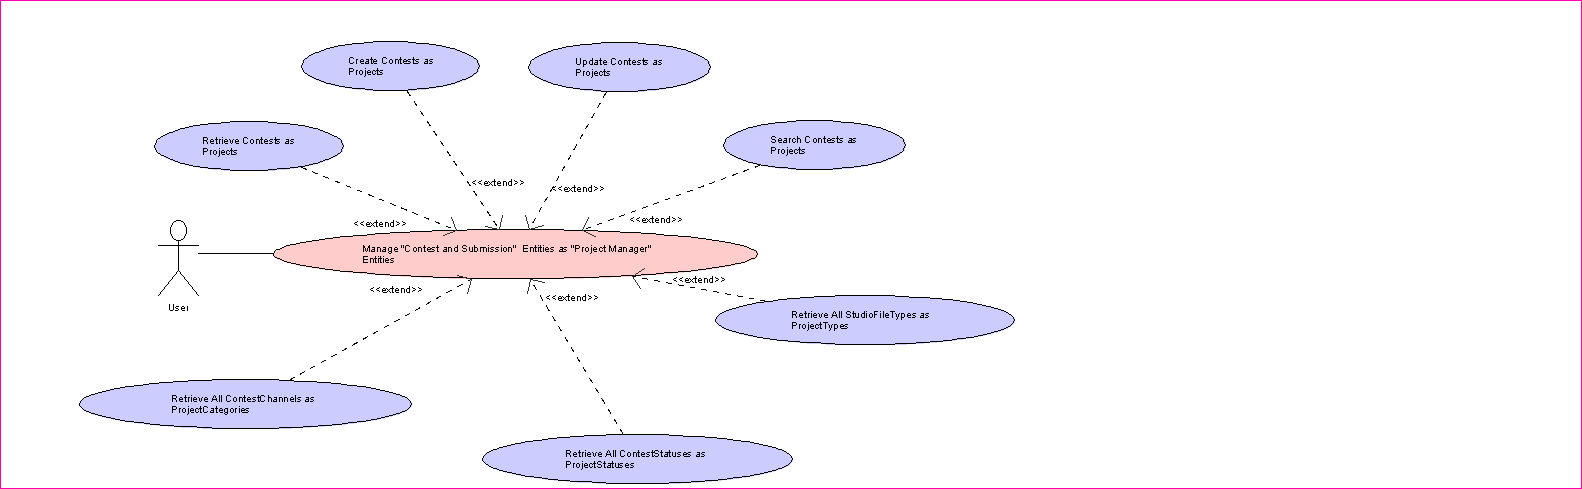 Create Contests as
Projects
Update Contests as
Projects
Retrieve Contests as
Projects
Search Contests as
Projects
<<extend>>
<<extend>>
<<extend>>
<<extend>>
Manage "Contest and Submission"  Entities as "Project Manager"
Entities
User
<<extend>>
<<extend>>
<<extend>>
Retrieve All StudioFileTypes as
ProjectTypes
Retrieve All ContestChannels as
ProjectCategories
Retrieve All ContestStatuses as
ProjectStatuses